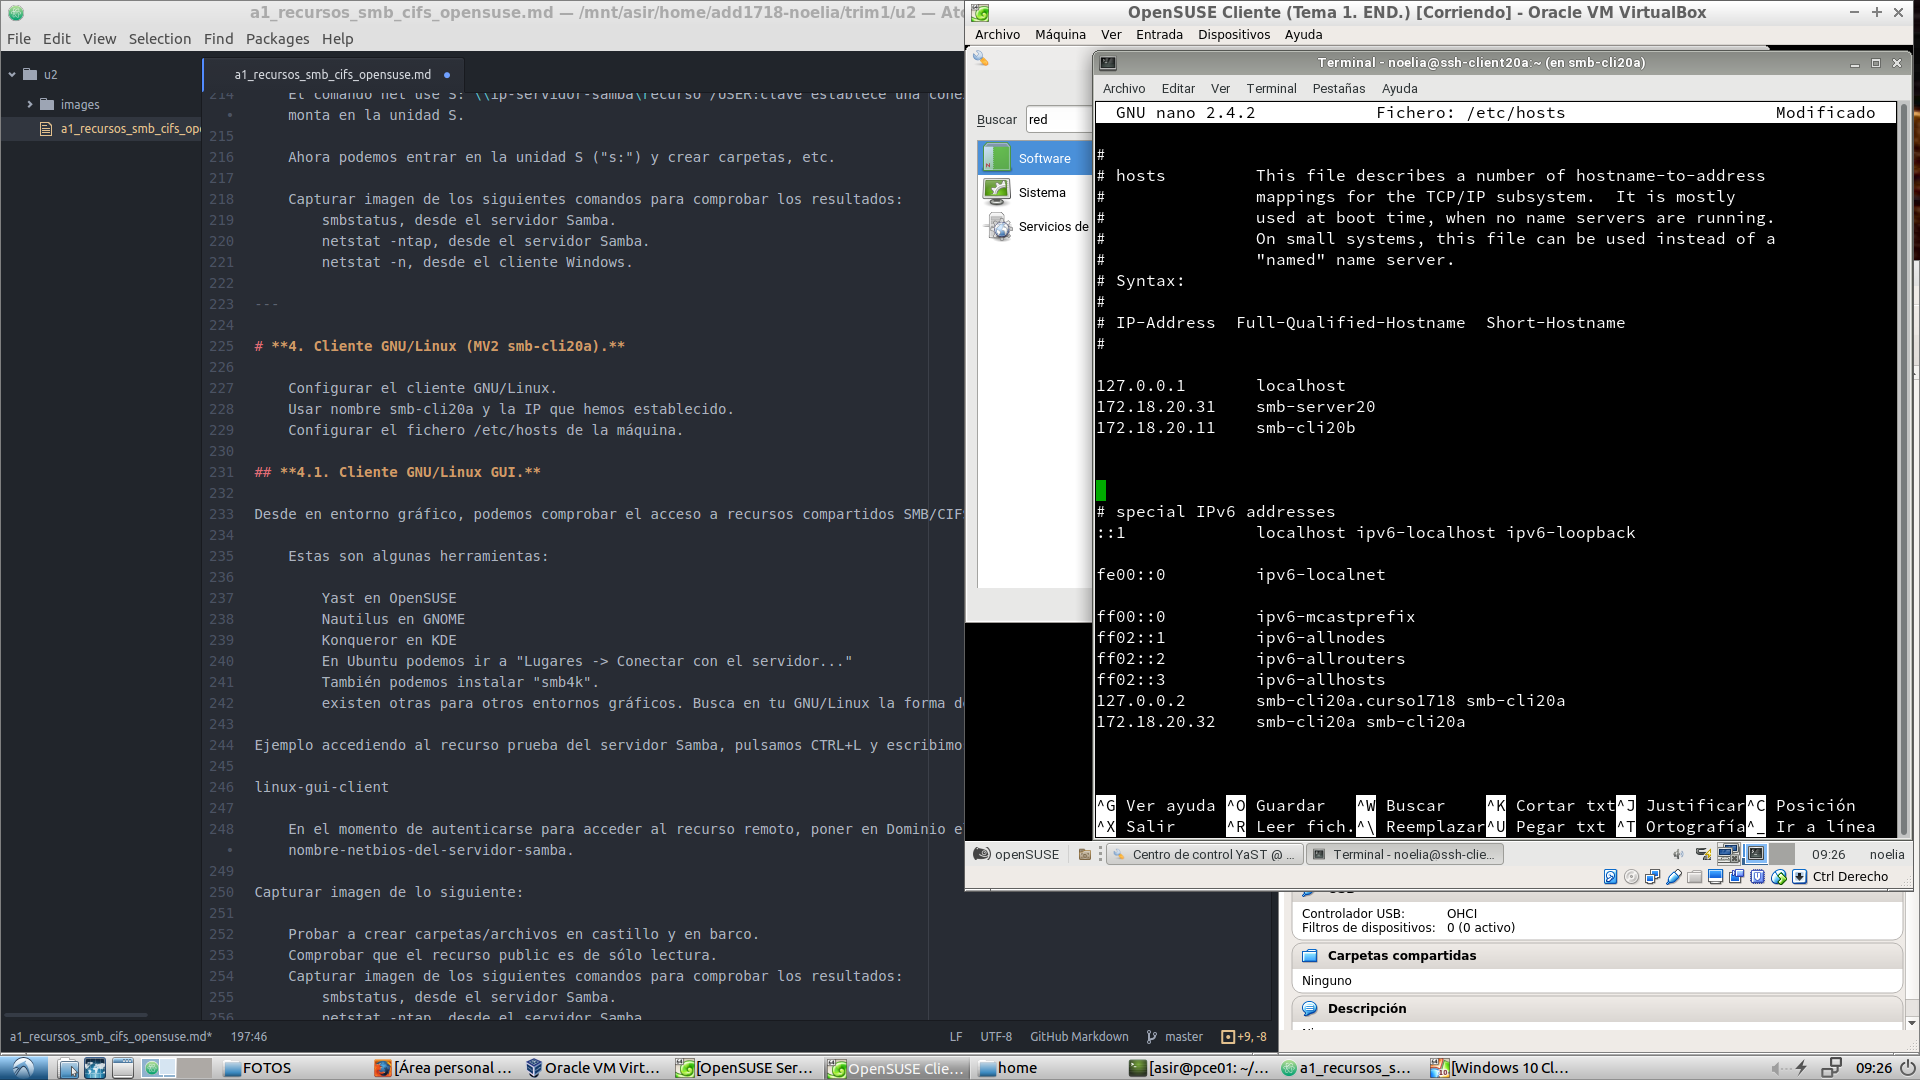 a1_recursos_smb_cifs_opensuse.md — /mnt/asir/home/add1718-noelia/trim1/u2 — Ato
File Edit View Selection Find Packages Help
u2
images
a1_recursos_smb_cifs_ope
a1_recursos_smb_cifs_opensuse.md
214 El comando net use S: \\ip-servidor-samba\recurso /USER:clave establece una cone
• monta en la unidad S.
215
216 Ahora podemos entrar en la unidad S ("s:") y crear carpetas, etc.
217
218 Capturar imagen de los siguientes comandos para comprobar los resultados:
219 smbstatus, desde el servidor Samba.
220 netstat -ntap, desde el servidor Samba.
221 netstat -n, desde el cliente Windows.
222
223 ---
224
225 # **4. Cliente GNU/Linux (MV2 smb-cli20a).**
226
227 Configurar el cliente GNU/Linux.
228 Usar nombre smb-cli20a y la IP que hemos establecido.
229 Configurar el fichero /etc/hosts de la máquina.
230
231 ## **4.1. Cliente GNU/Linux GUI.**
232
233 Desde en entorno gráfico, podemos comprobar el acceso a recursos compartidos SMB/CIF
234
235 Estas son algunas herramientas:
236
237 Yast en OpenSUSE
238 Nautilus en GNOME
239 Konqueror en KDE
240 En Ubuntu podemos ir a "Lugares -> Conectar con el servidor..."
241 También podemos instalar "smb4k".
242 existen otras para otros entornos gráficos. Busca en tu GNU/Linux la forma d
243
244 Ejemplo accediendo al recurso prueba del servidor Samba, pulsamos CTRL+L y escribimo
245
246 linux-gui-client
247
248 En el momento de autenticarse para acceder al recurso remoto, poner en Dominio e
• nombre-netbios-del-servidor-samba.
249
250 Capturar imagen de lo siguiente:
251
252 Probar a crear carpetas/archivos en castillo y en barco.
253 Comprobar que el recurso public es de sólo lectura.
254 Capturar imagen de los siguientes comandos para comprobar los resultados:
255 smbstatus, desde el servidor Samba.
256 netstat -ntap, desde el servidor Samba
a1_recursos_smb_cifs_opensuse.md* 197:46 LF UTF-8 GitHub Markdown master +9, -8
OpenSUSE Cliente (Tema 1. END.) [Corriendo] - Oracle VM VirtualBox
Archivo Máquina Ver Entrada Dispositivos Ayuda
Buscar red
Software
Sistema
Servicios de
Terminal - noelia@ssh-client20a:~ (en smb-cli20a)
Archivo Editar Ver Terminal Pestañas Ayuda
GNU nano 2.4.2 Fichero: /etc/hosts Modificado
#
# hosts This file describes a number of hostname-to-address
# mappings for the TCP/IP subsystem. It is mostly
# used at boot time, when no name servers are running.
# On small systems, this file can be used instead of a
# "named" name server.
# Syntax:
#
# IP-Address Full-Qualified-Hostname Short-Hostname
#
127.0.0.1 localhost
172.18.20.31 smb-server20
172.18.20.11 smb-cli20b
# special IPv6 addresses
::1 localhost ipv6-localhost ipv6-loopback
fe00::0 ipv6-localnet
ff00::0 ipv6-mcastprefix
ff02::1 ipv6-allnodes
ff02::2 ipv6-allrouters
ff02::3 ipv6-allhosts
127.0.0.2 smb-cli20a.curso1718 smb-cli20a
172.18.20.32 smb-cli20a smb-cli20a
^G Ver ayuda ^O Guardar ^W Buscar ^K Cortar txt ^J Justificar ^C Posición
^X Salir ^R Leer fich. ^\ Reemplazar ^U Pegar txt ^T Ortografía ^_ Ir a línea
openSUSE Centro de control YaST @ ... Terminal - noelia@ssh-clie... 09:26 noelia
Ctrl Derecho
Controlador USB: OHCI
Filtros de dispositivos: 0 (0 activo)
Carpetas compartidas
Ninguno
Descripción
FOTOS [Área personal ... Oracle VM Virt... [OpenSUSE Ser... OpenSUSE Clie... home [asir@pce01: ~/... a1_recursos_s... [Windows 10 Cl... 09:26